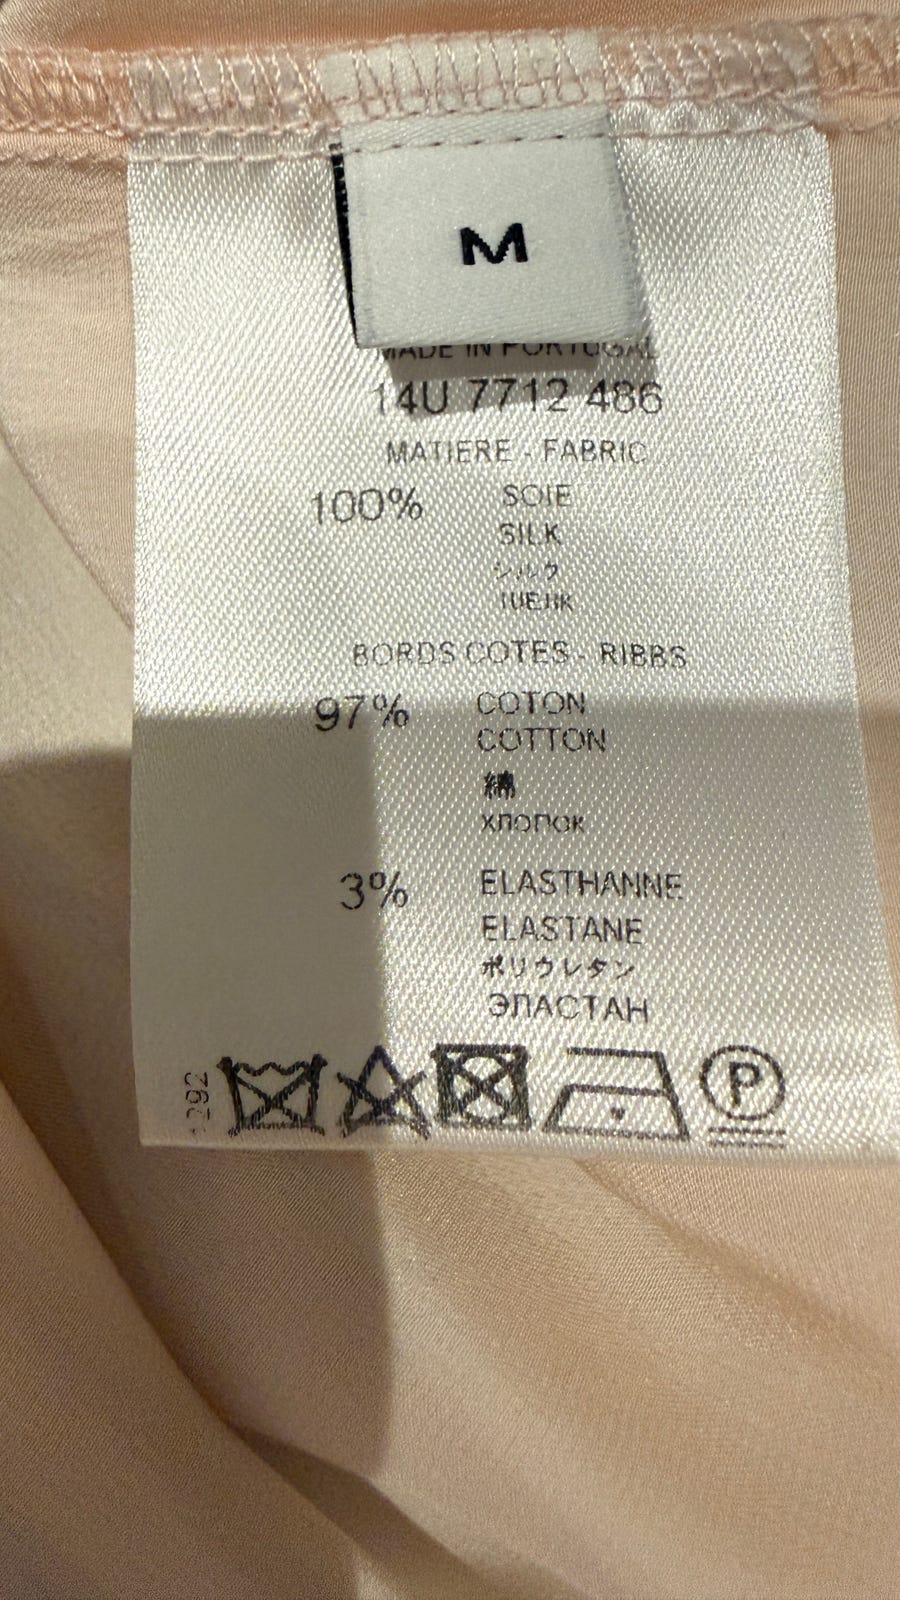 M
MADE IN PORTUGAL
14U 7712 486
MATIERE - FABRIC
100% SOIE
SILK
シルク
ШЕЛК
BORDS COTES - RIBBS
97% COTON
COTTON
綿
ХЛОПОК
3% ELASTHANNE
ELASTANE
ポリウレタン
ЭЛАСТАН
P